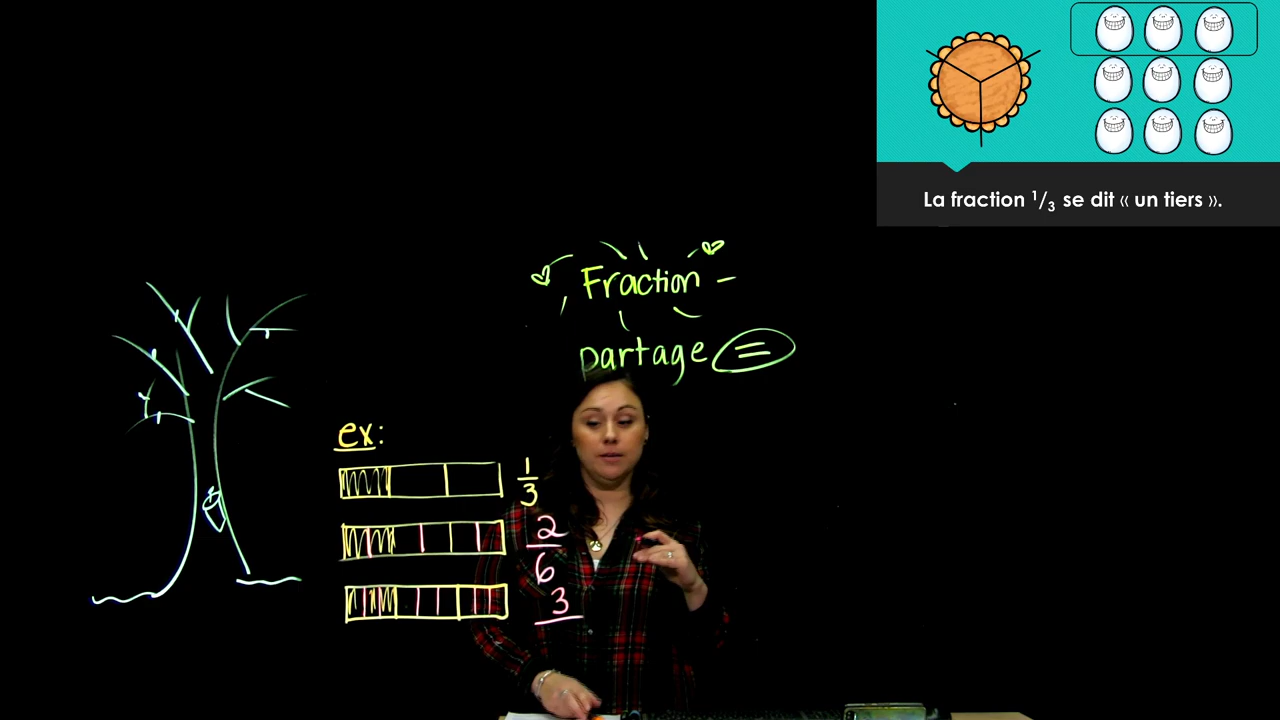 La fraction 1/3 se dit « un tiers ».
Fraction
partage =
ex:
1/3
2/6
3